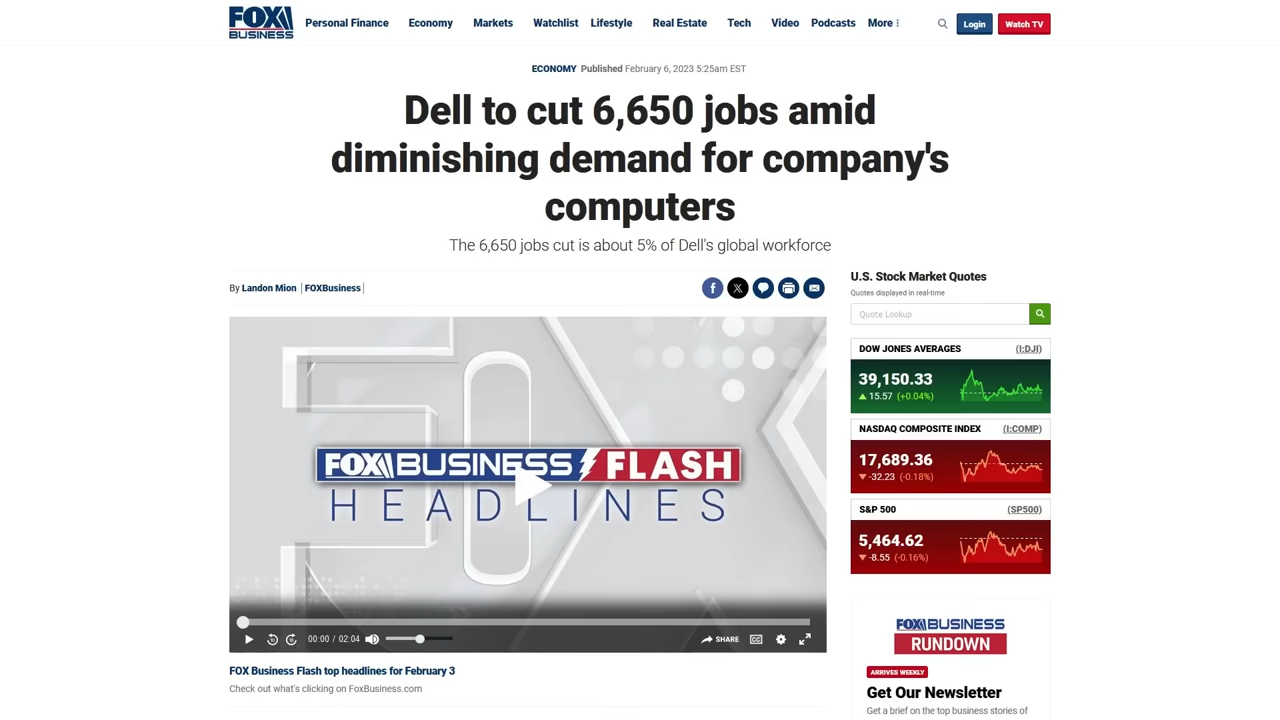 FOX BUSINESS
Personal Finance Economy Markets Watchlist Lifestyle Real Estate Tech Video Podcasts More Login Watch TV
ECONOMY Published February 6, 2023 5:25am EST
Dell to cut 6,650 jobs amid
diminishing demand for company's
computers
The 6,650 jobs cut is about 5% of Dell's global workforce
By Landon Mion | FOXBusiness |
U.S. Stock Market Quotes
Quotes displayed in real-time
Quote Lookup
DOW JONES AVERAGES (I:DJI)
39,150.33
15.57 (+0.04%)
NASDAQ COMPOSITE INDEX (I:COMP)
17,689.36
-32.23 (-0.18%)
S&P 500 (SP500)
5,464.62
-8.55 (-0.16%)
FOX BUSINESS FLASH
HEADLINES
00:00 / 02:04 SHARE
FOX Business Flash top headlines for February 3
Check out what's clicking on FoxBusiness.com
FOX BUSINESS
RUNDOWN
ARRIVES WEEKLY
Get Our Newsletter
Get a brief on the top business stories of